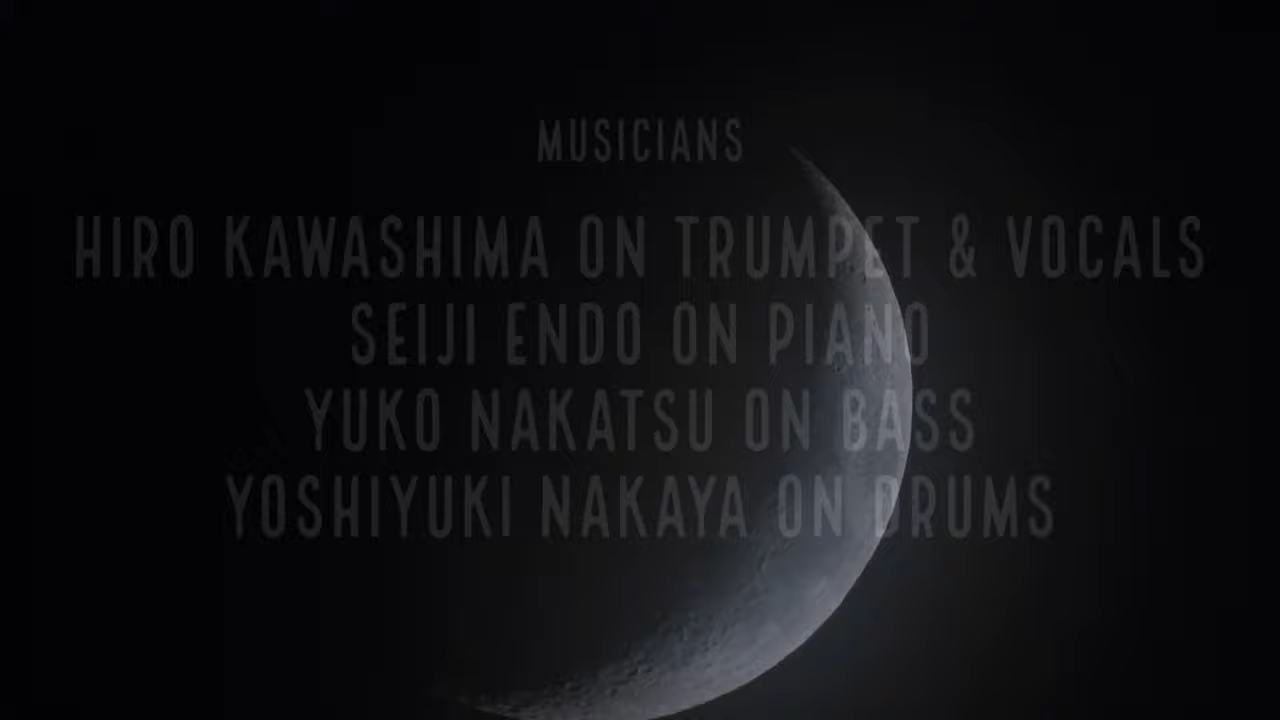 MUSICIANS
HIRO KAWASHIMA ON TRUMPET & VOCALS
SEIJI ENDO ON PIANO
YUKO NAKATSU ON BASS
YOSHIYUKI NAKAYA ON DRUMS